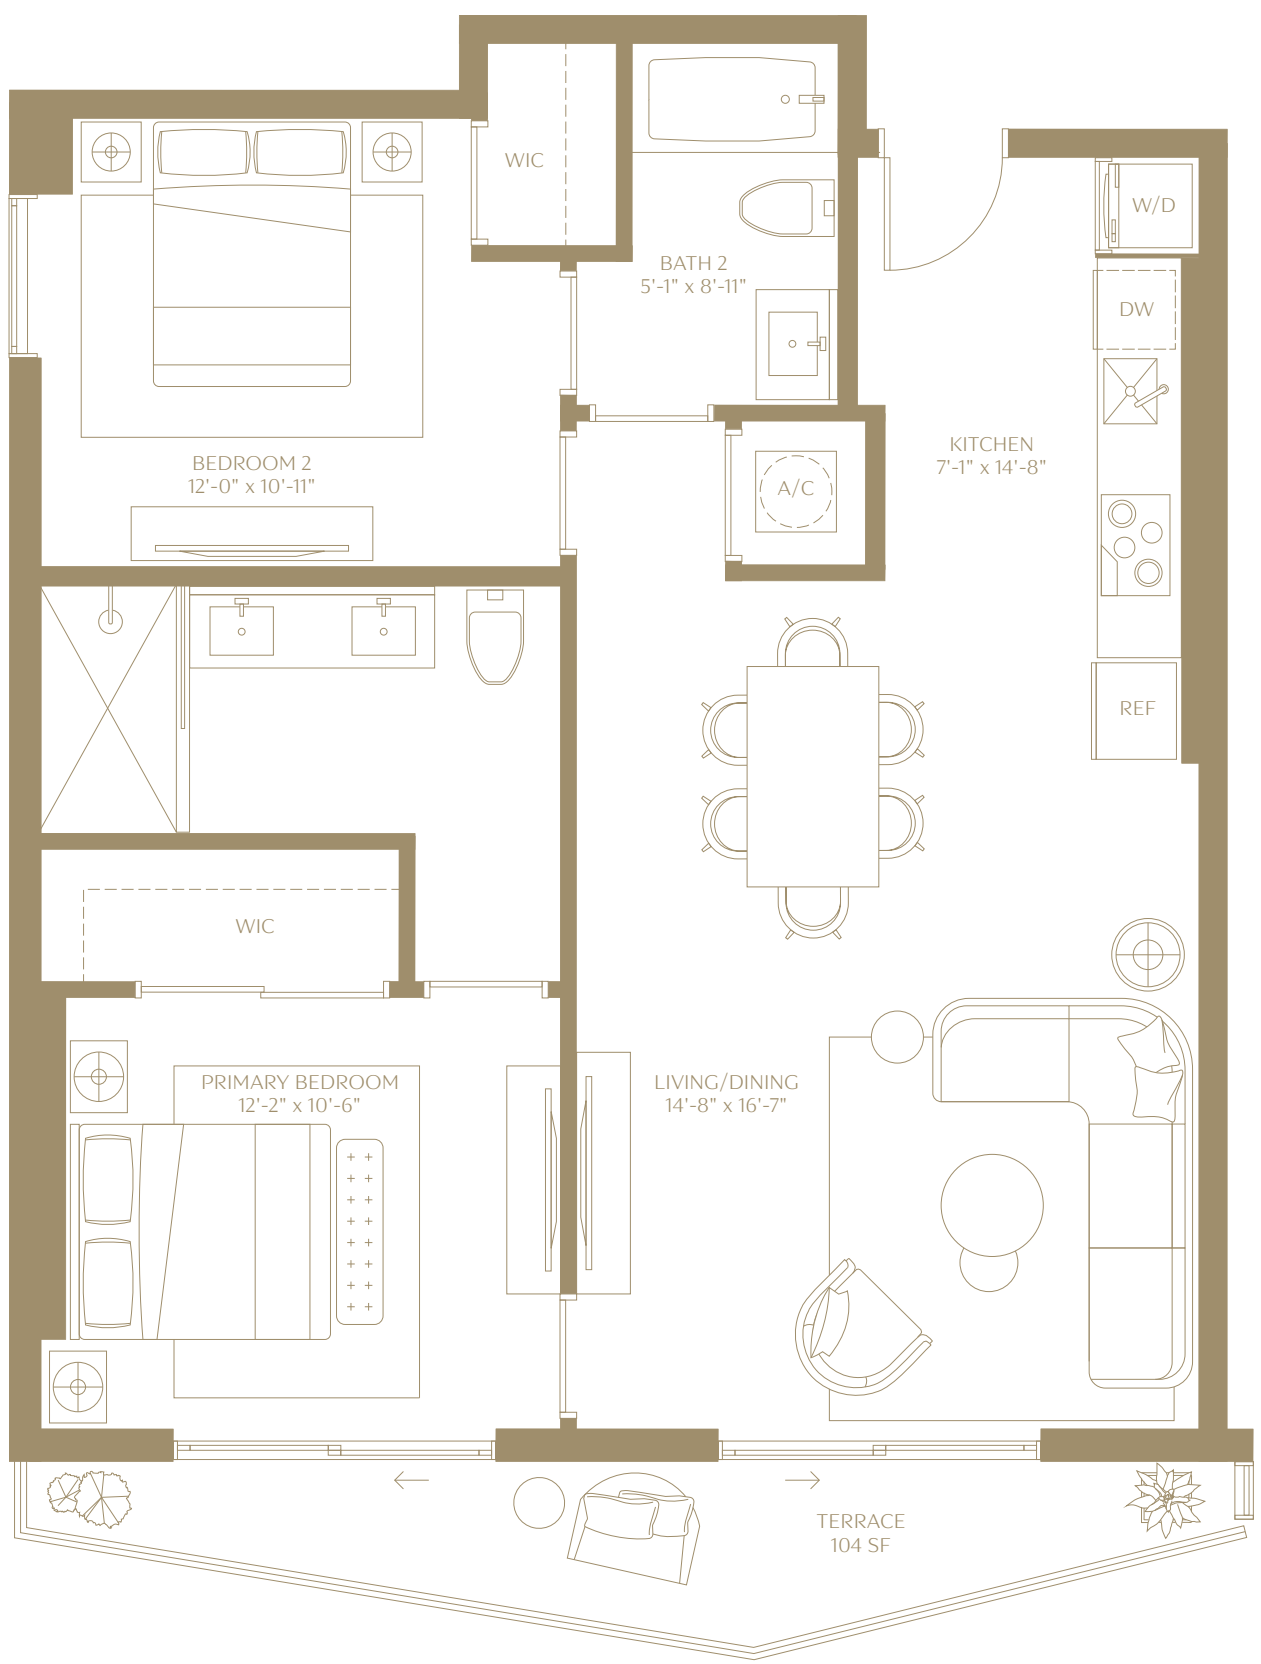 WIC
W/D
BATH 2
5'-1" x 8'-11"
DW
KITCHEN
7'-1" x 14'-8"
BEDROOM 2
12'-0" x 10'-11"
A/C
REF
WIC
PRIMARY BEDROOM
12'-2" x 10'-6"
LIVING/DINING
14'-8" x 16'-7"
TERRACE
104 SF